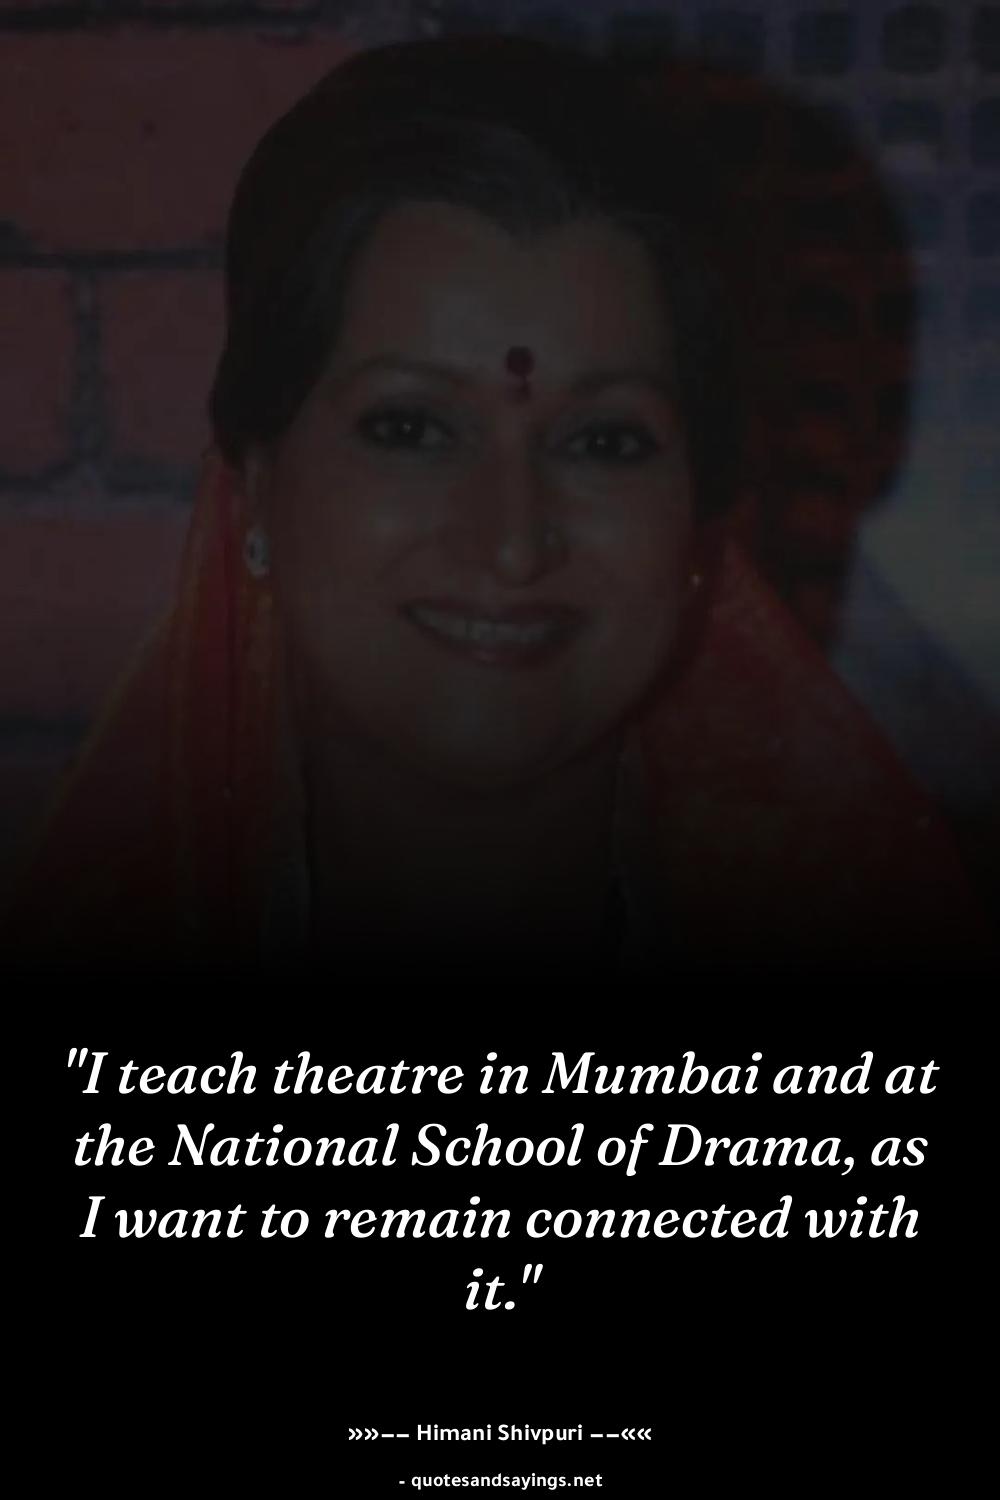 "I teach theatre in Mumbai and at
the National School of Drama, as
I want to remain connected with
it."
»»–– Himani Shivpuri ––««
- quotesandsayings.net